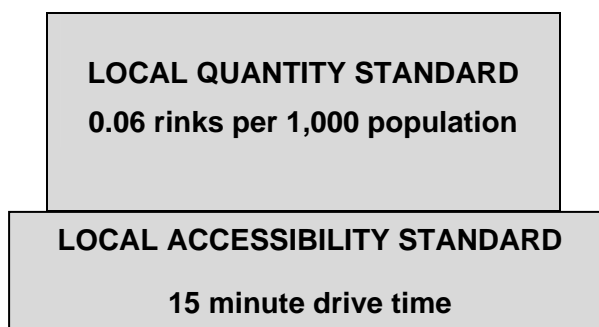 LOCAL QUANTITY STANDARD
0.06 rinks per 1,000 population
LOCAL ACCESSIBILITY STANDARD
15 minute drive time